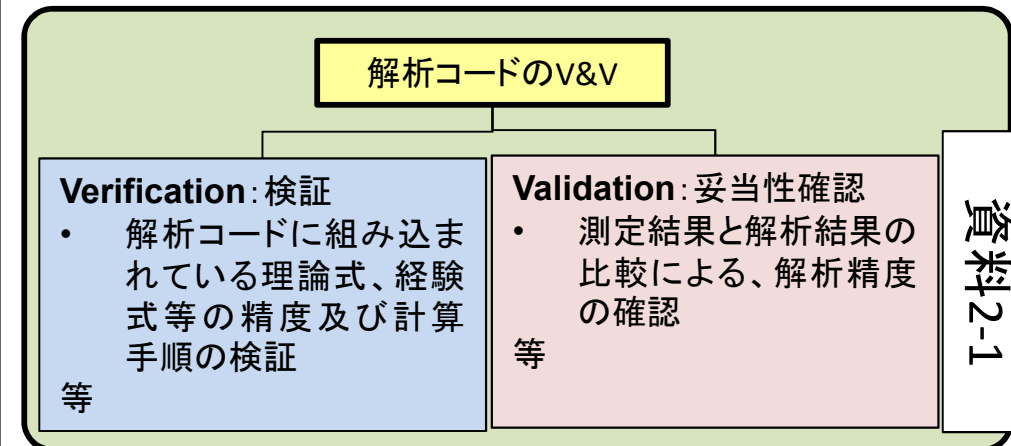 解析コードのV&V
Verification：検証
• 解析コードに組み込ま
れている理論式、経験
式等の精度及び計算
手順の検証
等
Validation：妥当性確認
• 測定結果と解析結果の
比較による、解析精度
の確認
等
資料2-1